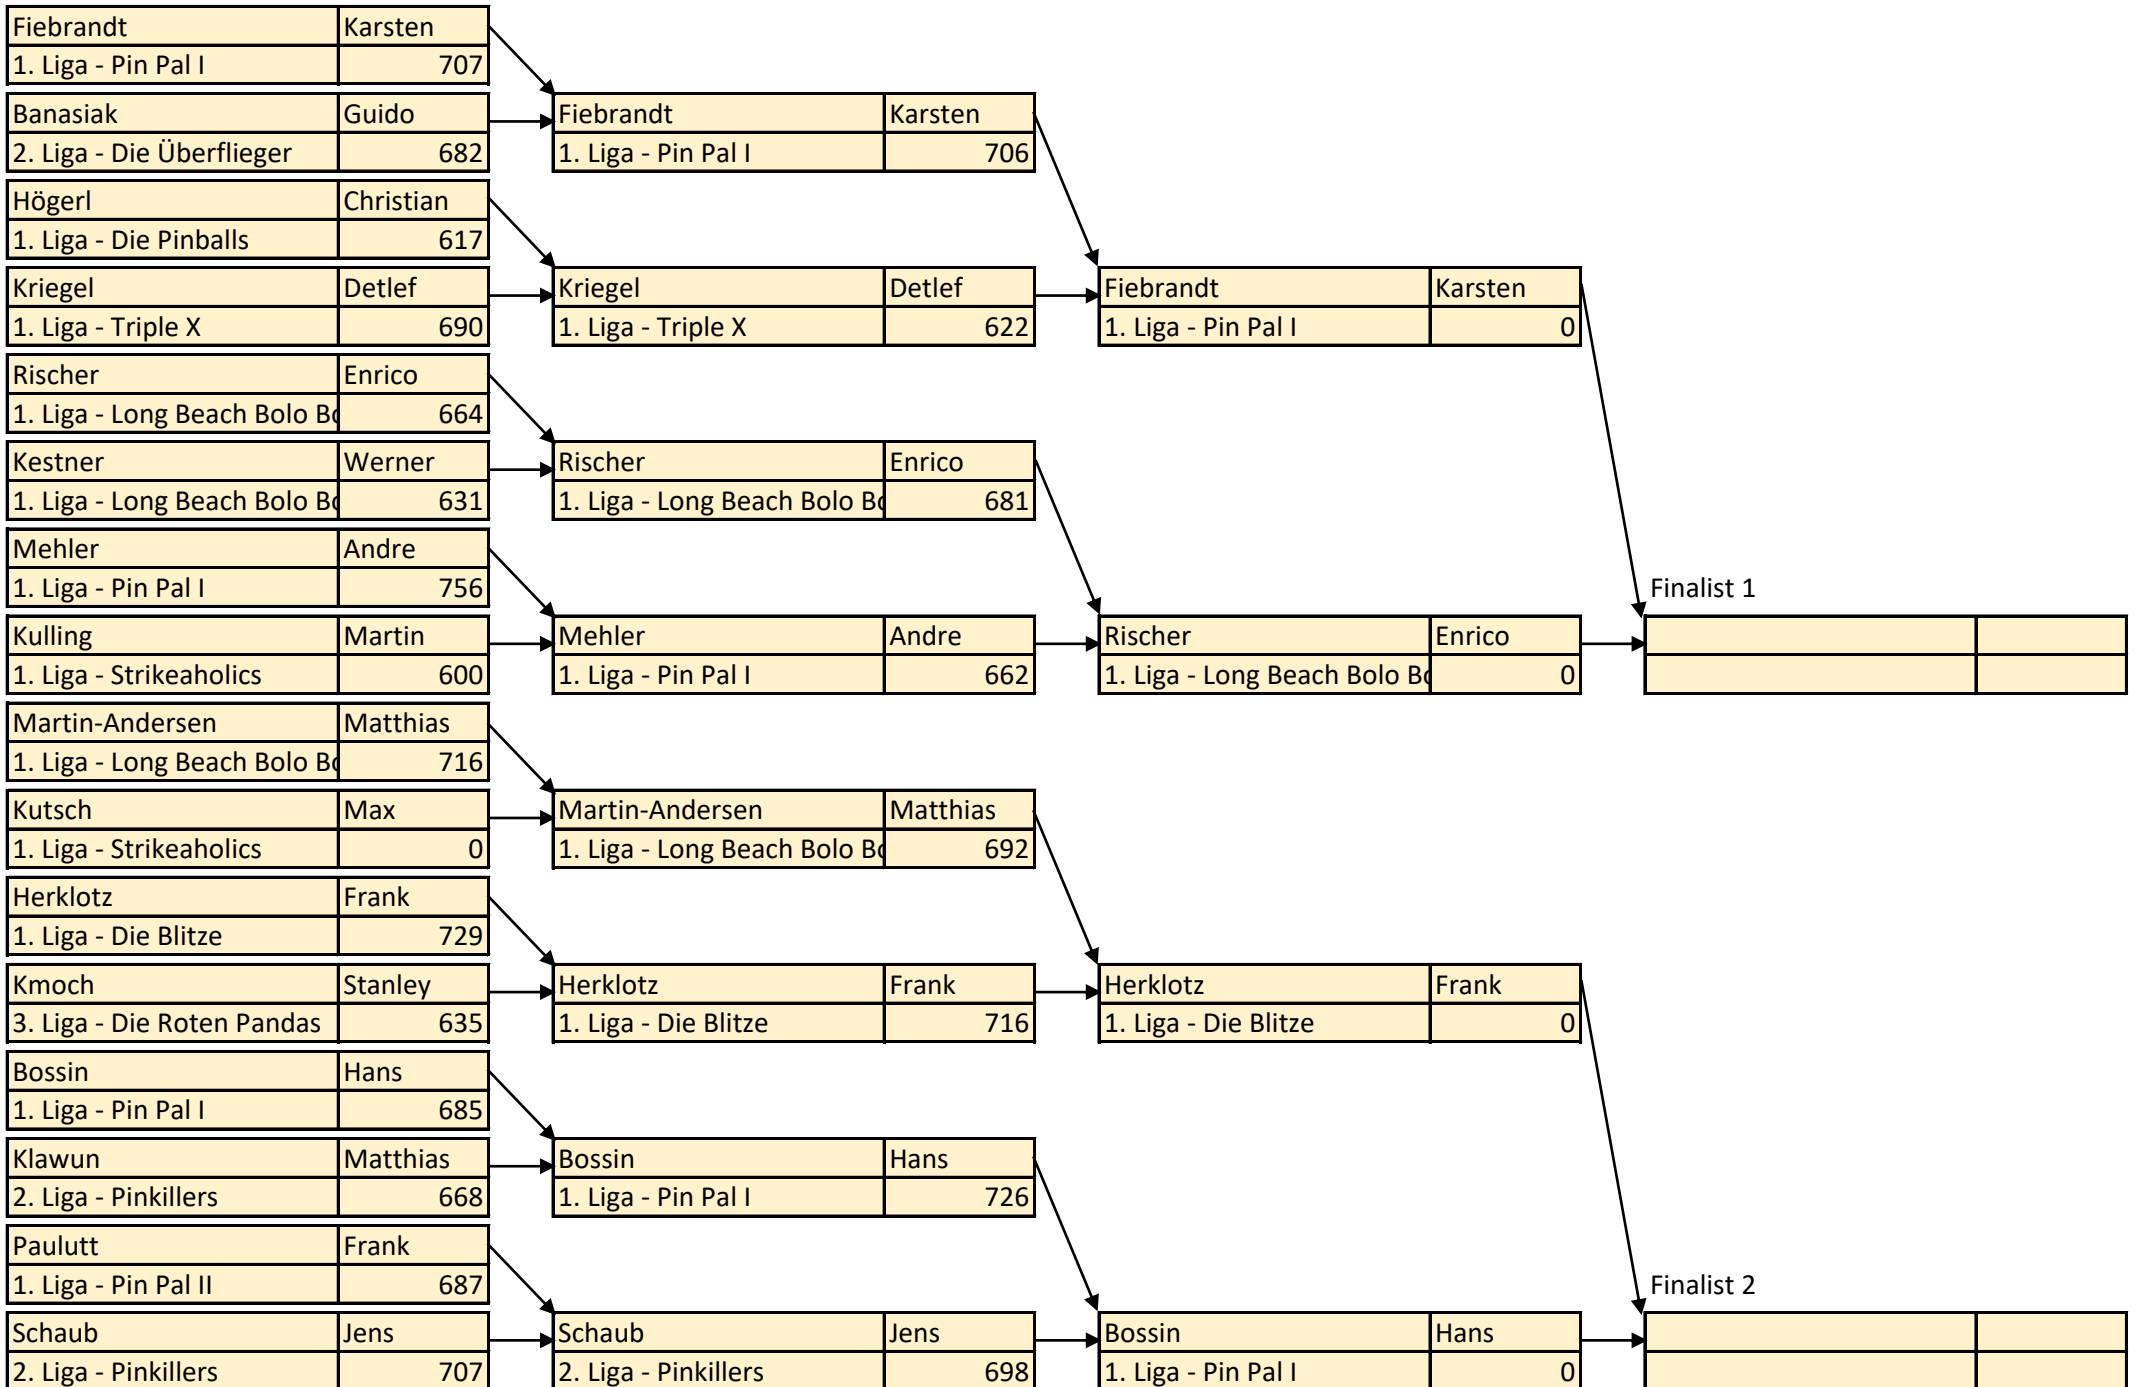 Fiebrandt Karsten
1. Liga - Pin Pal I 707
Banasiak Guido Fiebrandt Karsten
2. Liga - Die Überflieger 682 1. Liga - Pin Pal I 706
Högerl Christian
1. Liga - Die Pinballs 617
Kriegel Detlef Kriegel Detlef Fiebrandt Karsten
1. Liga - Triple X 690 1. Liga - Triple X 622 1. Liga - Pin Pal I 0
Rischer Enrico
1. Liga - Long Beach Bolo Bo 664
Kestner Werner Rischer Enrico
1. Liga - Long Beach Bolo Bo 631 1. Liga - Long Beach Bolo Bo 681
Mehler Andre
1. Liga - Pin Pal I 756 Finalist 1
Kulling Martin Mehler Andre Rischer Enrico
1. Liga - Strikeaholics 600 1. Liga - Pin Pal I 662 1. Liga - Long Beach Bolo Bo 0
Martin-Andersen Matthias
1. Liga - Long Beach Bolo Bo 716
Kutsch Max Martin-Andersen Matthias
1. Liga - Strikeaholics 0 1. Liga - Long Beach Bolo Bo 692
Herklotz Frank
1. Liga - Die Blitze 729
Kmoch Stanley Herklotz Frank Herklotz Frank
3. Liga - Die Roten Pandas 635 1. Liga - Die Blitze 716 1. Liga - Die Blitze 0
Bossin Hans
1. Liga - Pin Pal I 685
Klawun Matthias Bossin Hans
2. Liga - Pinkillers 668 1. Liga - Pin Pal I 726
Paulutt Frank
1. Liga - Pin Pal II 687 Finalist 2
Schaub Jens Schaub Jens Bossin Hans
2. Liga - Pinkillers 707 2. Liga - Pinkillers 698 1. Liga - Pin Pal I 0